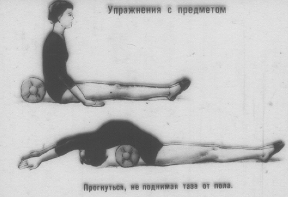 Упражнения с предметом
Прогнуться, не поднимая таза от пола.